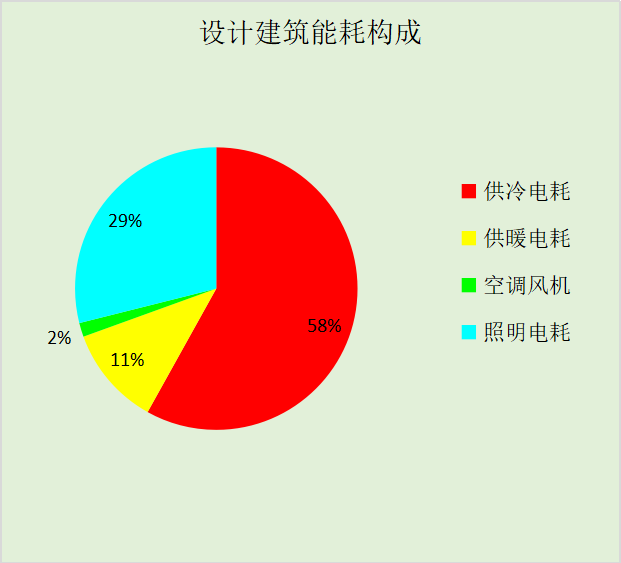 设计建筑能耗构成
29%
58%
2%
11%
供冷电耗
供暖电耗
空调风机
照明电耗